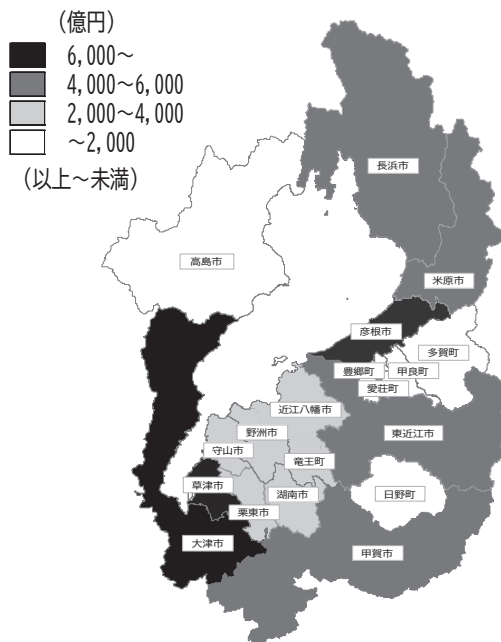 (億円)
6,000～
4,000～6,000
2,000～4,000
～2,000
(以上～未満)
長浜市
高島市
米原市
彦根市
多賀町
豊郷町
甲良町
愛荘町
近江八幡市
野洲市
東近江市
守山市
竜王町
草津市
湖南市
日野町
栗東市
大津市
甲賀市